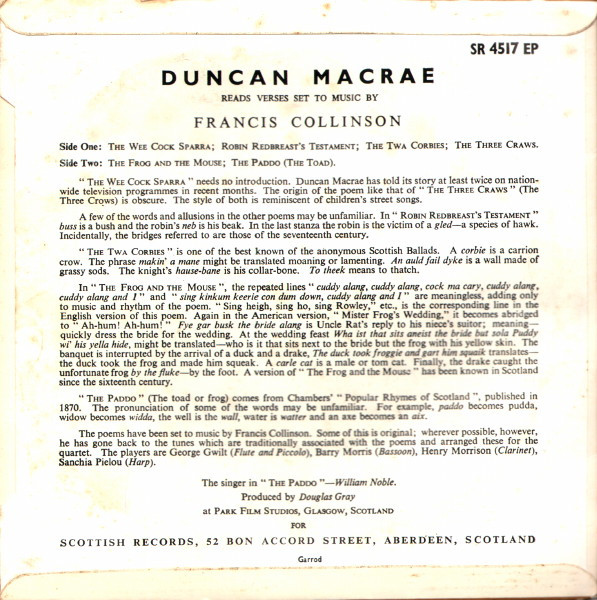 SR 4517 EP
DUNCAN MACRAE
READS VERSES SET TO MUSIC BY
FRANCIS COLLINSON
Side One: THE WEE COCK SPARRA; ROBIN REDBREAST'S TESTAMENT; THE TWA CORBIES; THE THREE CRAWS.
Side Two: THE FROG AND THE MOUSE; THE PADDO (THE TOAD).
"THE WEE COCK SPARRA" needs no introduction. Duncan Macrae has told its story at least twice on nation-
wide television programmes in recent months. The origin of the poem like that of "THE THREE CRAWS" (The
Three Crows) is obscure. The style of both is reminiscent of children's street songs.
A few of the words and allusions in the other poems may be unfamiliar. In "ROBIN REDBREAST'S TESTAMENT"
buss is a bush and the robin's neb is his beak. In the last stanza the robin is the victim of a gled—a species of hawk.
Incidentally, the bridges referred to are those of the seventeenth century.
"THE TWA CORBIES" is one of the best known of the anonymous Scottish Ballads. A corbie is a carrion
crow. The phrase makin' a mane might be translated moaning or lamenting. An auld fail dyke is a wall made of
grassy sods. The knight's hause-bane is his collar-bone. To theek means to thatch.
In "THE FROG AND THE MOUSE", the repeated lines "cuddy alang, cuddy alang, cock ma cary, cuddy alang,
cuddy alang and I" and "sing kinkum keerie con dum down, cuddy alang and I" are meaningless, adding only
to music and rhythm of the poem. "Sing heigh, sing ho, sing Rowley," etc., is the corresponding line in the
English version of this poem. Again in the American version, "Mister Frog's Wedding," it becomes abridged
to "Ah-hum! Ah-hum!" Fye gar busk the bride alang is Uncle Rat's reply to his niece's suitor; meaning—
quickly dress the bride for the wedding. At the wedding feast Wha ist that sits aneist the bride but sola Puddy
wi' his yella hide, might be translated—who is it that sits next to the bride but the frog with his yellow skin. The
banquet is interrupted by the arrival of a duck and a drake, The duck took froggie and gart him squaik translates—
the duck took the frog and made him squeak. A carle cat is a male or tom cat. Finally, the drake caught the
unfortunate frog by the fluke—by the foot. A version of "The Frog and the Mouse" has been known in Scotland
since the sixteenth century.
"THE PADDO" (The toad or frog) comes from Chambers' "Popular Rhymes of Scotland", published in
1870. The pronunciation of some of the words may be unfamiliar. For example, paddo becomes pudda,
widow becomes widda, the well is the wall, water is watter and an axe becomes an aix.
The poems have been set to music by Francis Collinson. Some of this is original; wherever possible, however,
he has gone back to the tunes which are traditionally associated with the poems and arranged these for the
quartet. The players are George Gwilt (Flute and Piccolo), Barry Morris (Bassoon), Henry Morrison (Clarinet),
Sanchia Pielou (Harp).
The singer in "THE PADDO"—William Noble.
Produced by Douglas Gray
at PARK FILM STUDIOS, GLASGOW, SCOTLAND
FOR
SCOTTISH RECORDS, 52 BON ACCORD STREET, ABERDEEN, SCOTLAND
Garrod